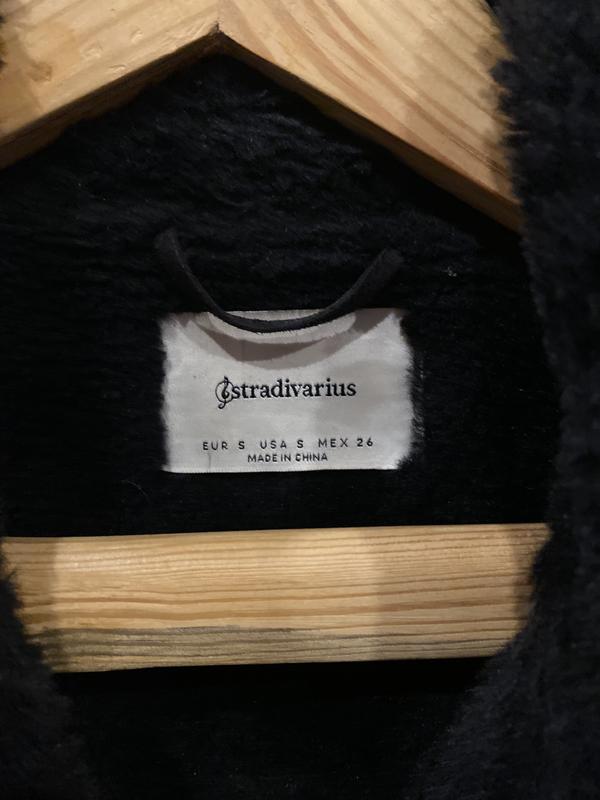 stradivarius
EUR S USA S MEX 26
MADE IN CHINA